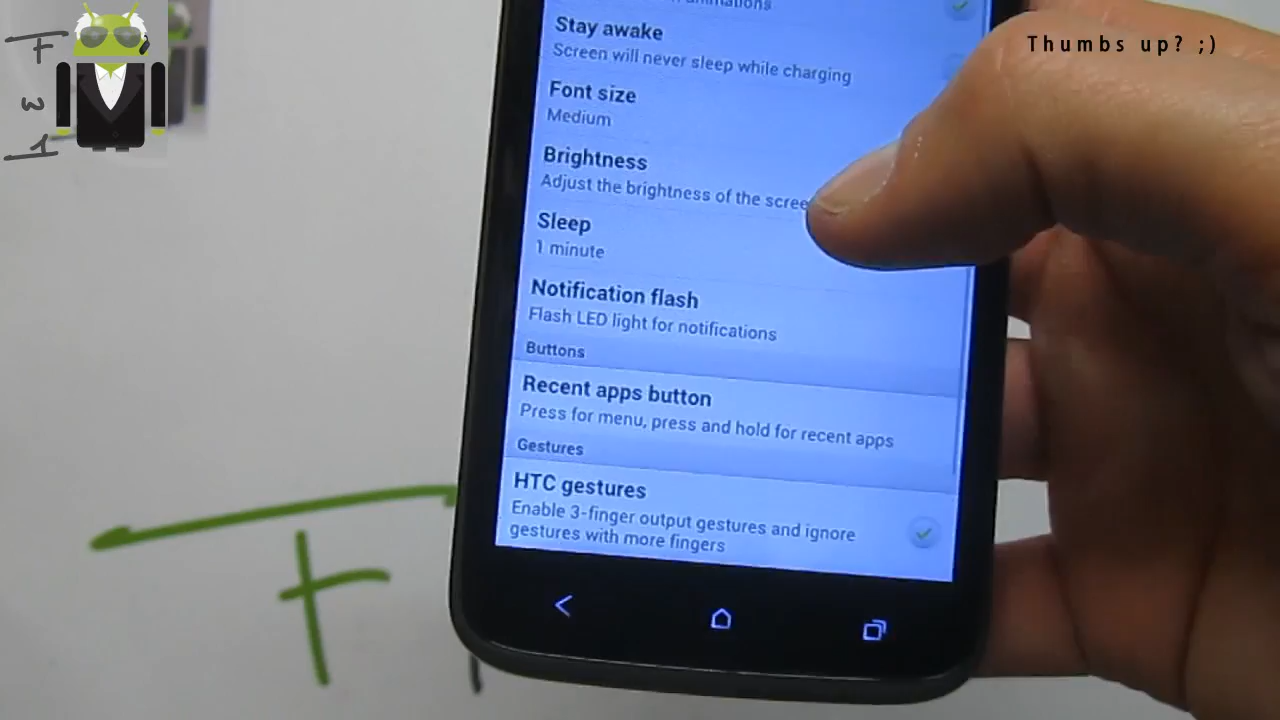 Thumbs up? ;)
animations
Stay awake
Screen will never sleep while charging
Font size
Medium
Brightness
Adjust the brightness of the
Sleep
1 minute
Notification flash
Flash LED light for notifications
Buttons
Recent apps button
Press for menu, press and hold for recent apps
Gestures
HTC gestures
Enable 3-finger output gestures and ignore
gestures with more fingers
F